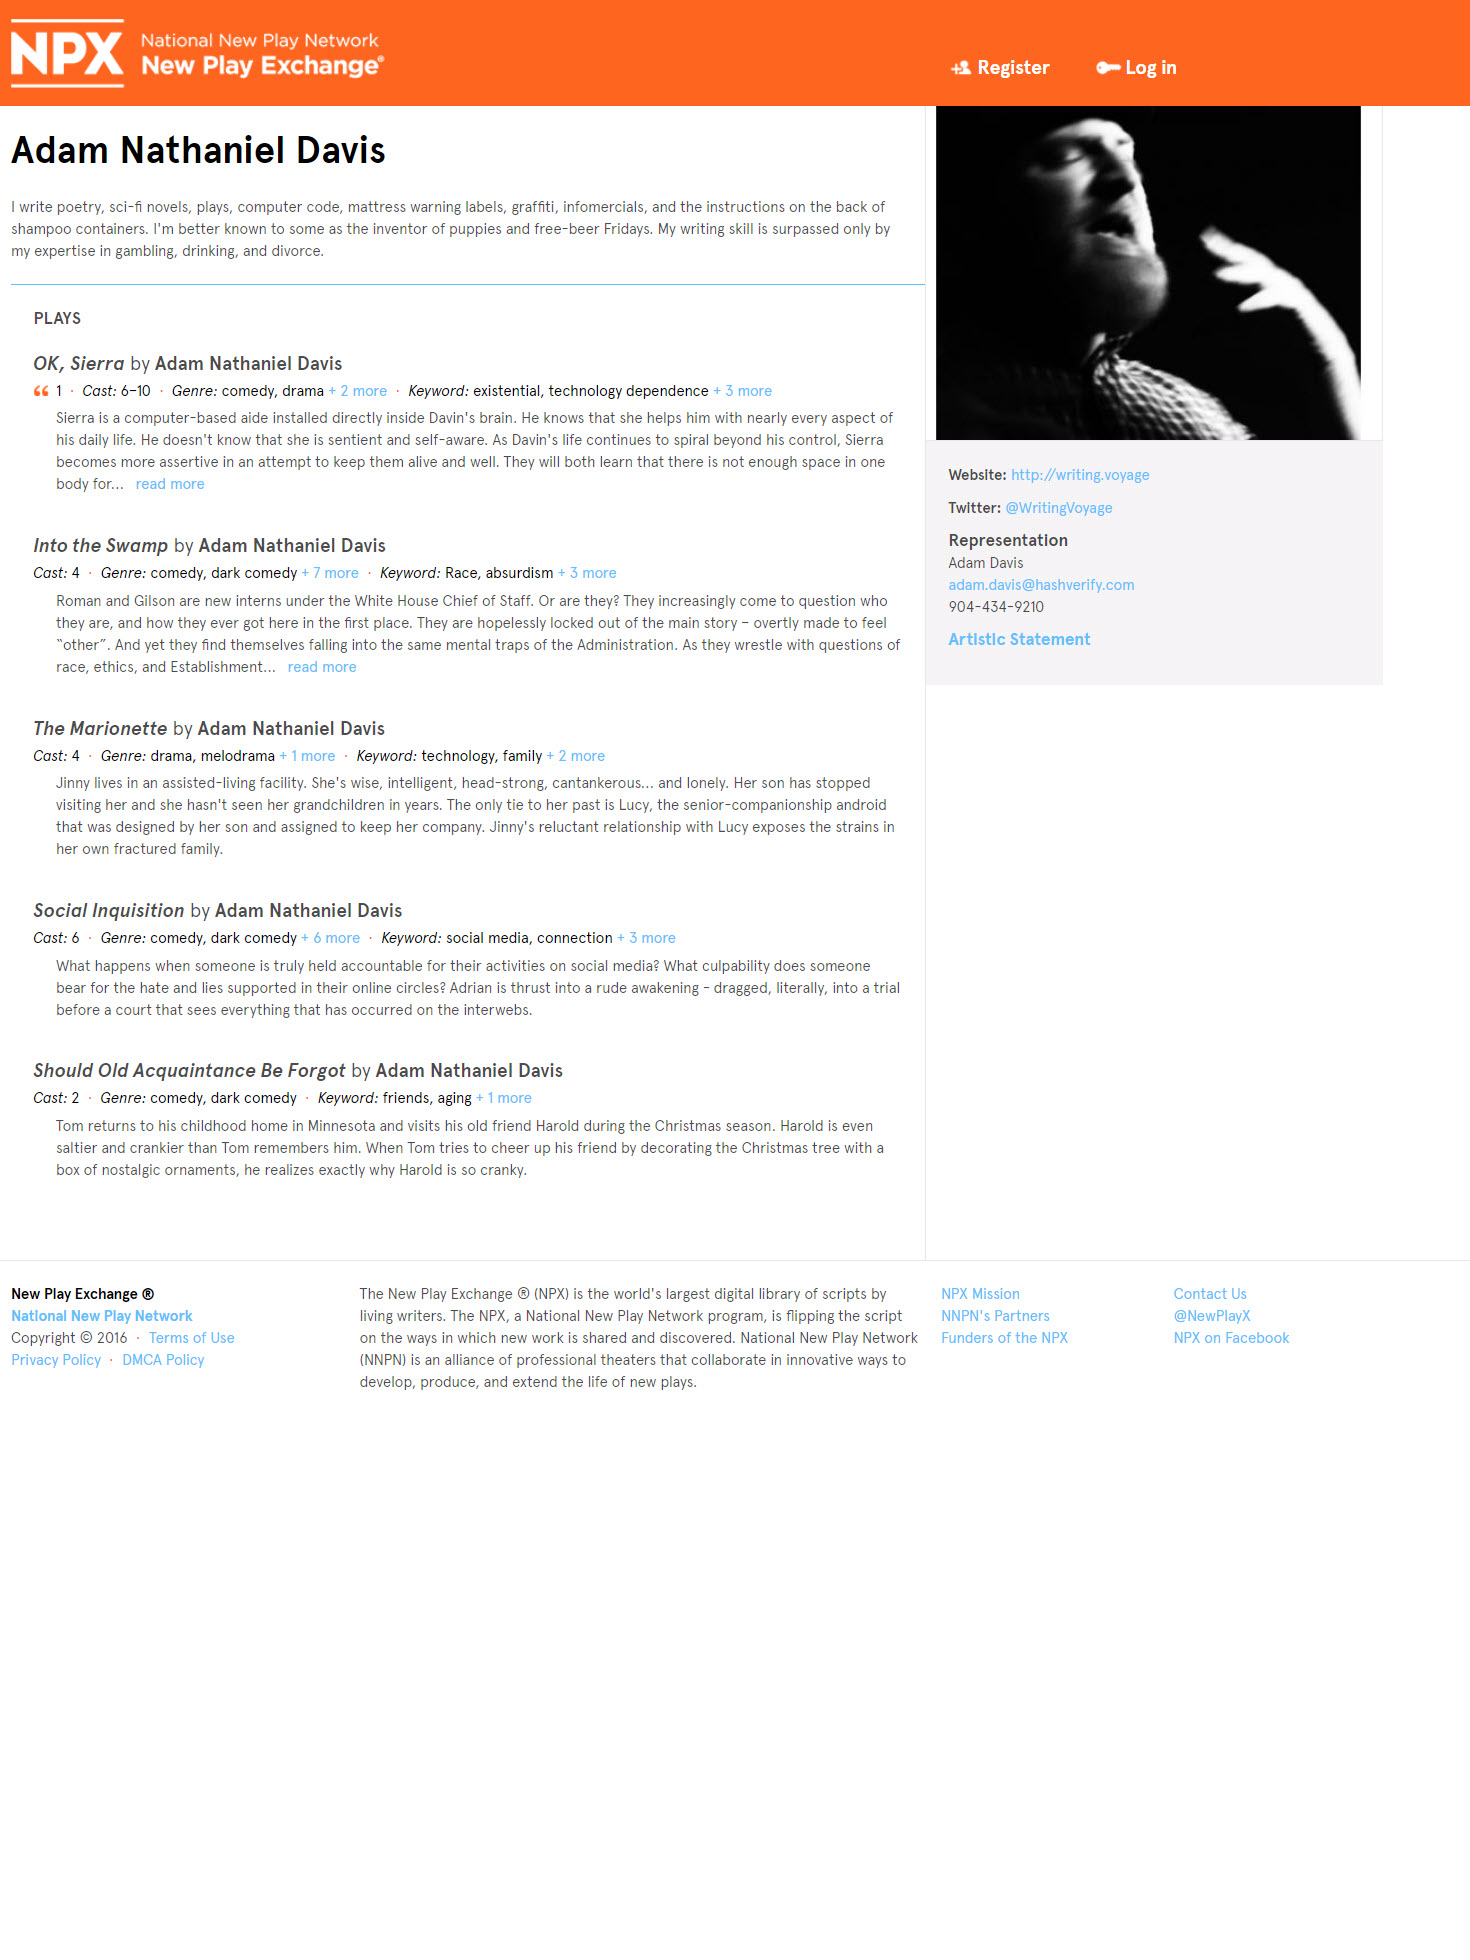 NPX National New Play Network
New Play Exchange®
Register Log in
Adam Nathaniel Davis
I write poetry, sci-fi novels, plays, computer code, mattress warning labels, graffiti, infomercials, and the instructions on the back of
shampoo containers. I'm better known to some as the inventor of puppies and free-beer Fridays. My writing skill is surpassed only by
my expertise in gambling, drinking, and divorce.
PLAYS
OK, Sierra by Adam Nathaniel Davis
“ 1 · Cast: 6–10 · Genre: comedy, drama + 2 more · Keyword: existential, technology dependence + 3 more
Sierra is a computer-based aide installed directly inside Davin's brain. He knows that she helps him with nearly every aspect of
his daily life. He doesn't know that she is sentient and self-aware. As Davin's life continues to spiral beyond his control, Sierra
becomes more assertive in an attempt to keep them alive and well. They will both learn that there is not enough space in one
body for... read more
Into the Swamp by Adam Nathaniel Davis
Cast: 4 · Genre: comedy, dark comedy + 7 more · Keyword: Race, absurdism + 3 more
Roman and Gilson are new interns under the White House Chief of Staff. Or are they? They increasingly come to question who
they are, and how they ever got here in the first place. They are hopelessly locked out of the main story – overtly made to feel
“other”. And yet they find themselves falling into the same mental traps of the Administration. As they wrestle with questions of
race, ethics, and Establishment... read more
The Marionette by Adam Nathaniel Davis
Cast: 4 · Genre: drama, melodrama + 1 more · Keyword: technology, family + 2 more
Jinny lives in an assisted-living facility. She's wise, intelligent, head-strong, cantankerous... and lonely. Her son has stopped
visiting her and she hasn't seen her grandchildren in years. The only tie to her past is Lucy, the senior-companionship android
that was designed by her son and assigned to keep her company. Jinny's reluctant relationship with Lucy exposes the strains in
her own fractured family.
Social Inquisition by Adam Nathaniel Davis
Cast: 6 · Genre: comedy, dark comedy + 6 more · Keyword: social media, connection + 3 more
What happens when someone is truly held accountable for their activities on social media? What culpability does someone
bear for the hate and lies supported in their online circles? Adrian is thrust into a rude awakening - dragged, literally, into a trial
before a court that sees everything that has occurred on the interwebs.
Should Old Acquaintance Be Forgot by Adam Nathaniel Davis
Cast: 2 · Genre: comedy, dark comedy · Keyword: friends, aging + 1 more
Tom returns to his childhood home in Minnesota and visits his old friend Harold during the Christmas season. Harold is even
saltier and crankier than Tom remembers him. When Tom tries to cheer up his friend by decorating the Christmas tree with a
box of nostalgic ornaments, he realizes exactly why Harold is so cranky.
Website: http://writing.voyage
Twitter: @WritingVoyage
Representation
Adam Davis
adam.davis@hashverify.com
904-434-9210
Artistic Statement
New Play Exchange ®
National New Play Network
Copyright © 2016 · Terms of Use
Privacy Policy · DMCA Policy
The New Play Exchange ® (NPX) is the world's largest digital library of scripts by
living writers. The NPX, a National New Play Network program, is flipping the script
on the ways in which new work is shared and discovered. National New Play Network
(NNPN) is an alliance of professional theaters that collaborate in innovative ways to
develop, produce, and extend the life of new plays.
NPX Mission
NNPN's Partners
Funders of the NPX
Contact Us
@NewPlayX
NPX on Facebook